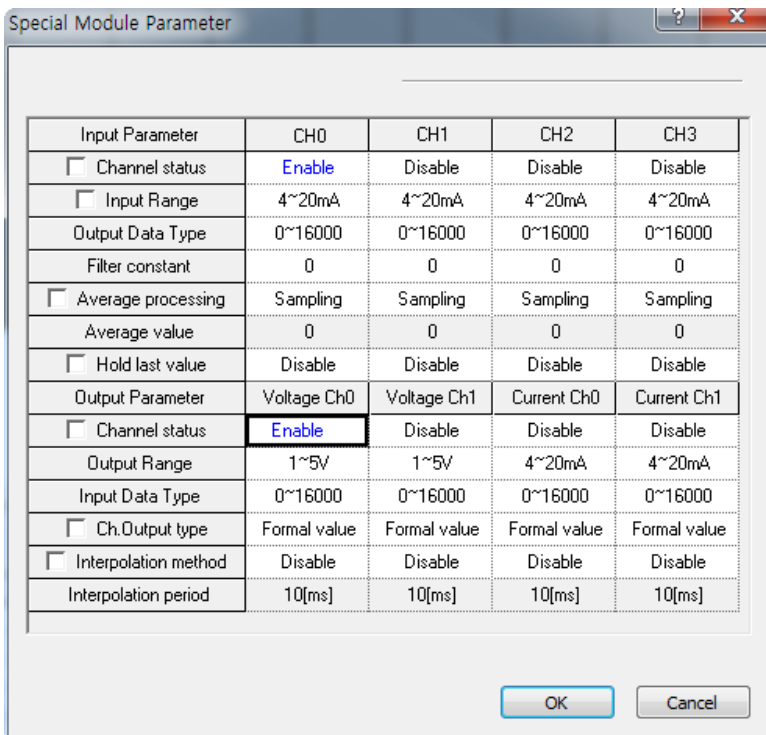 Special Module Parameter
? X
Input Parameter CH0 CH1 CH2 CH3
Channel status Enable Disable Disable Disable
Input Range 4~20mA 4~20mA 4~20mA 4~20mA
Output Data Type 0~16000 0~16000 0~16000 0~16000
Filter constant 0 0 0 0
Average processing Sampling Sampling Sampling Sampling
Average value 0 0 0 0
Hold last value Disable Disable Disable Disable
Output Parameter Voltage Ch0 Voltage Ch1 Current Ch0 Current Ch1
Channel status Enable Disable Disable Disable
Output Range 1~5V 1~5V 4~20mA 4~20mA
Input Data Type 0~16000 0~16000 0~16000 0~16000
Ch.Output type Formal value Formal value Formal value Formal value
Interpolation method Disable Disable Disable Disable
Interpolation period 10[ms] 10[ms] 10[ms] 10[ms]
OK Cancel